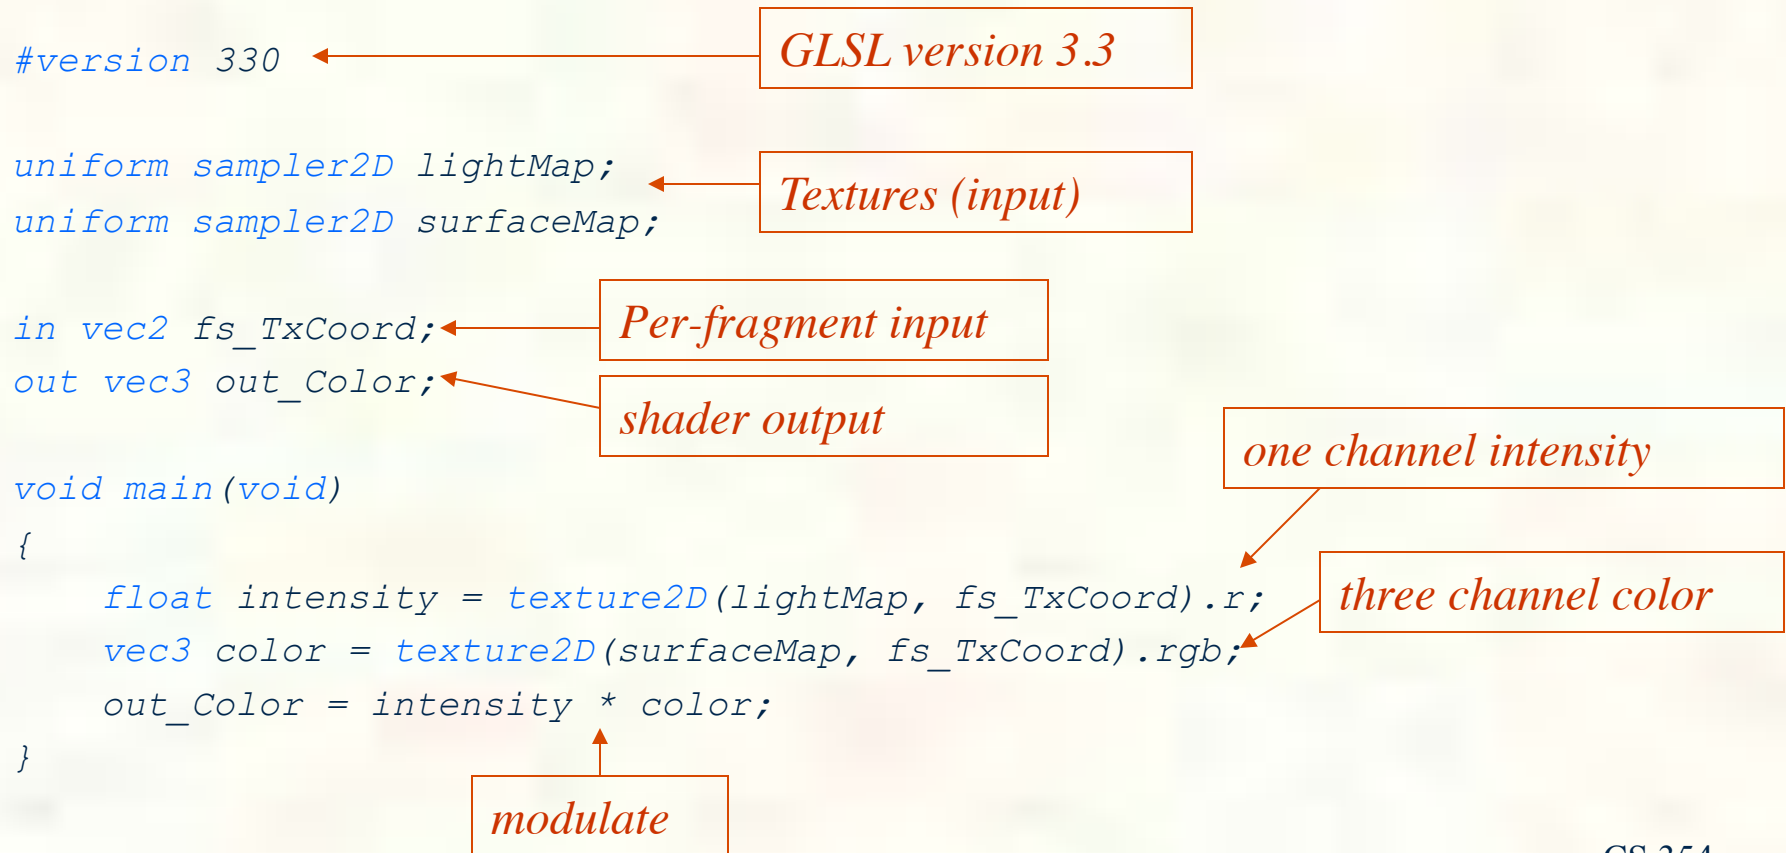 #version 330
GLSL version 3.3
uniform sampler2D lightMap;
uniform sampler2D surfaceMap;
Textures (input)
in vec2 fs_TxCoord;
Per-fragment input
out vec3 out_Color;
shader output
one channel intensity
void main(void)
{
float intensity = texture2D(lightMap, fs_TxCoord).r;
three channel color
vec3 color = texture2D(surfaceMap, fs_TxCoord).rgb;
out_Color = intensity * color;
}
modulate
CS 354